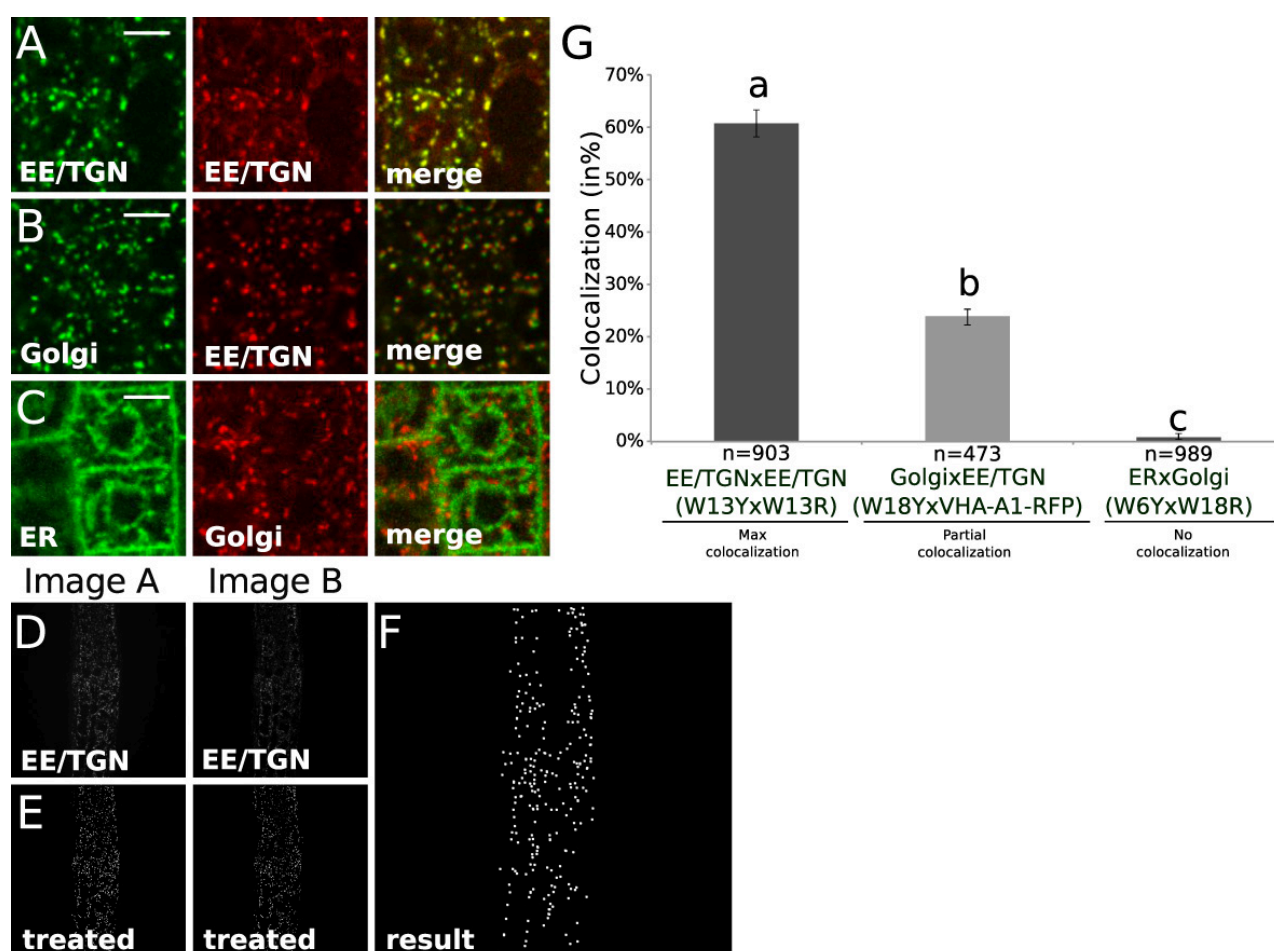 A
EE/TGN
EE/TGN
merge
B
Golgi
EE/TGN
merge
C
ER
Golgi
merge
Image A
Image B
D
EE/TGN
EE/TGN
E
treated
treated
F
result
G
Colocalization (in%)
70%
60%
50%
40%
30%
20%
10%
0%
a
b
c
n=903
n=473
n=989
EE/TGNxEE/TGN
(W13YxW13R)
GolgixEE/TGN
(W18YxVHA-A1-RFP)
ERxGolgi
(W6YxW18R)
Max
colocalization
Partial
colocalization
No
colocalization